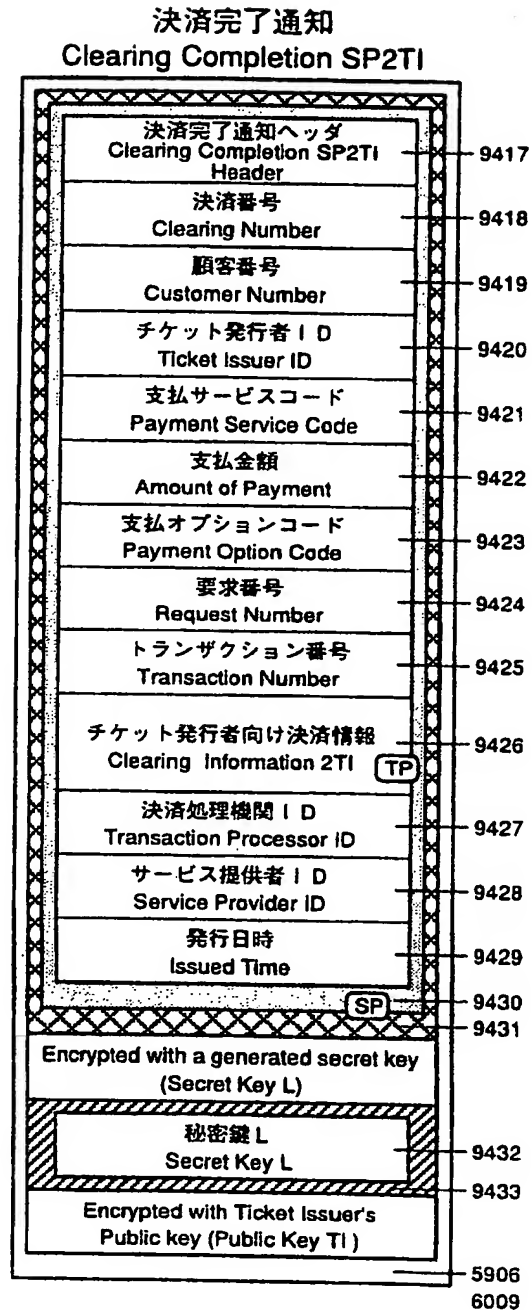 決済完了通知
Clearing Completion SP2TI
決済完了通知ヘッダ
Clearing Completion SP2TI
Header
9417
決済番号
Clearing Number
9418
顧客番号
Customer Number
9419
チケット発行者ID
Ticket Issuer ID
9420
支払サービスコード
Payment Service Code
9421
支払金額
Amount of Payment
9422
支払オプションコード
Payment Option Code
9423
要求番号
Request Number
9424
トランザクション番号
Transaction Number
9425
チケット発行者向け決済情報
Clearing Information 2TI
TP
9426
決済処理機関ID
Transaction Processor ID
9427
サービス提供者ID
Service Provider ID
9428
発行日時
Issued Time
9429
SP
9430
9431
Encrypted with a generated secret key
(Secret Key L)
秘密鍵L
Secret Key L
9432
9433
Encrypted with Ticket Issuer's
Public key (Public Key TI)
5906
6009